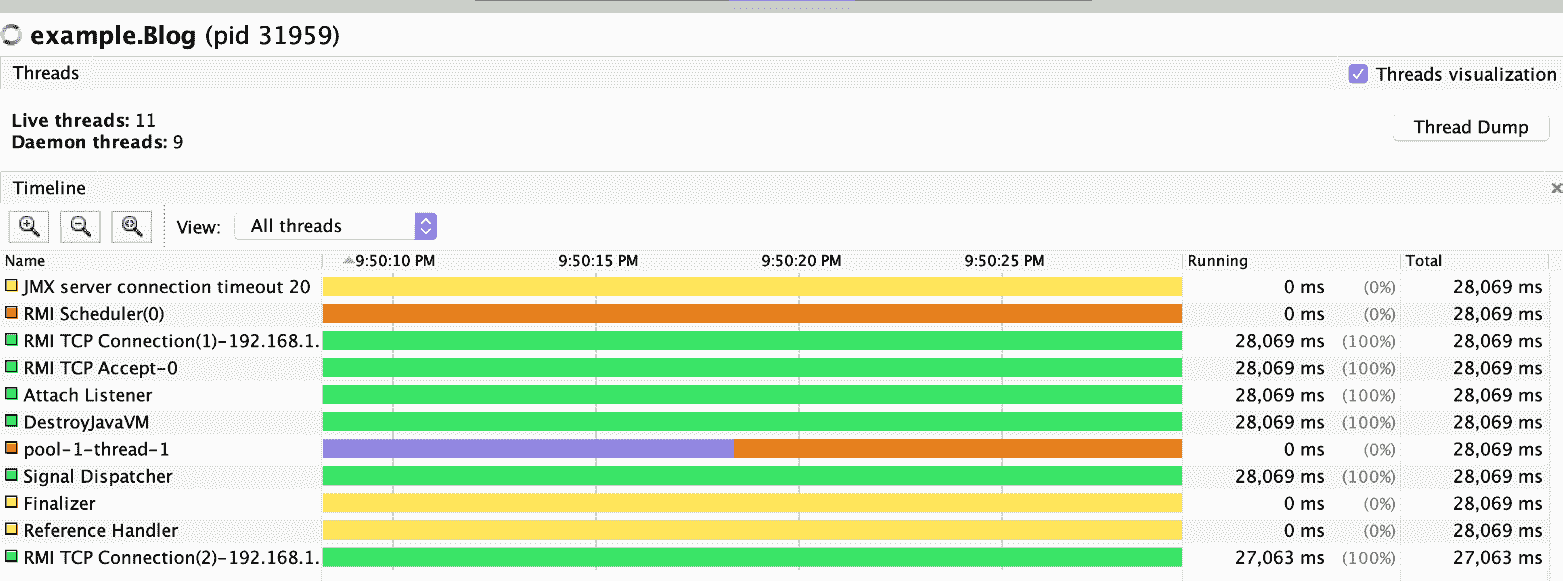 example.Blog (pid 31959)
Threads Threads visualization
Live threads: 11
Daemon threads: 9
Thread Dump
Timeline
View: All threads
Name 9:50:10 PM 9:50:15 PM 9:50:20 PM 9:50:25 PM Running Total
JMX server connection timeout 20 0 ms (0%) 28,069 ms
RMI Scheduler(0) 0 ms (0%) 28,069 ms
RMI TCP Connection(1)-192.168.1. 28,069 ms (100%) 28,069 ms
RMI TCP Accept-0 28,069 ms (100%) 28,069 ms
Attach Listener 28,069 ms (100%) 28,069 ms
DestroyJavaVM 28,069 ms (100%) 28,069 ms
pool-1-thread-1 0 ms (0%) 28,069 ms
Signal Dispatcher 28,069 ms (100%) 28,069 ms
Finalizer 0 ms (0%) 28,069 ms
Reference Handler 0 ms (0%) 28,069 ms
RMI TCP Connection(2)-192.168.1. 27,063 ms (100%) 27,063 ms